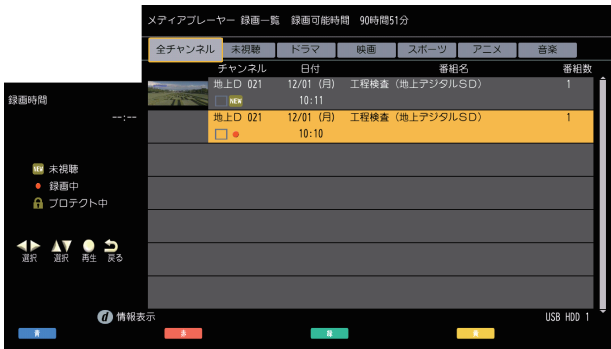 メディアプレーヤー 録画一覧 録画可能時間 90時間51分
全チャンネル 未視聴 ドラマ 映画 スポーツ アニメ 音楽
チャンネル 日付 番組名 番組数
地上D 021 12/01 (月) 工程検査 (地上デジタルSD) 1
NEW 10:11
地上D 021 12/01 (月) 工程検査 (地上デジタルSD) 1
10:10
録画時間
--:--
NEW 未視聴
録画中
プロテクト中
選択 選択 再生 戻る
d 情報表示
USB HDD 1
青 赤 緑 黄